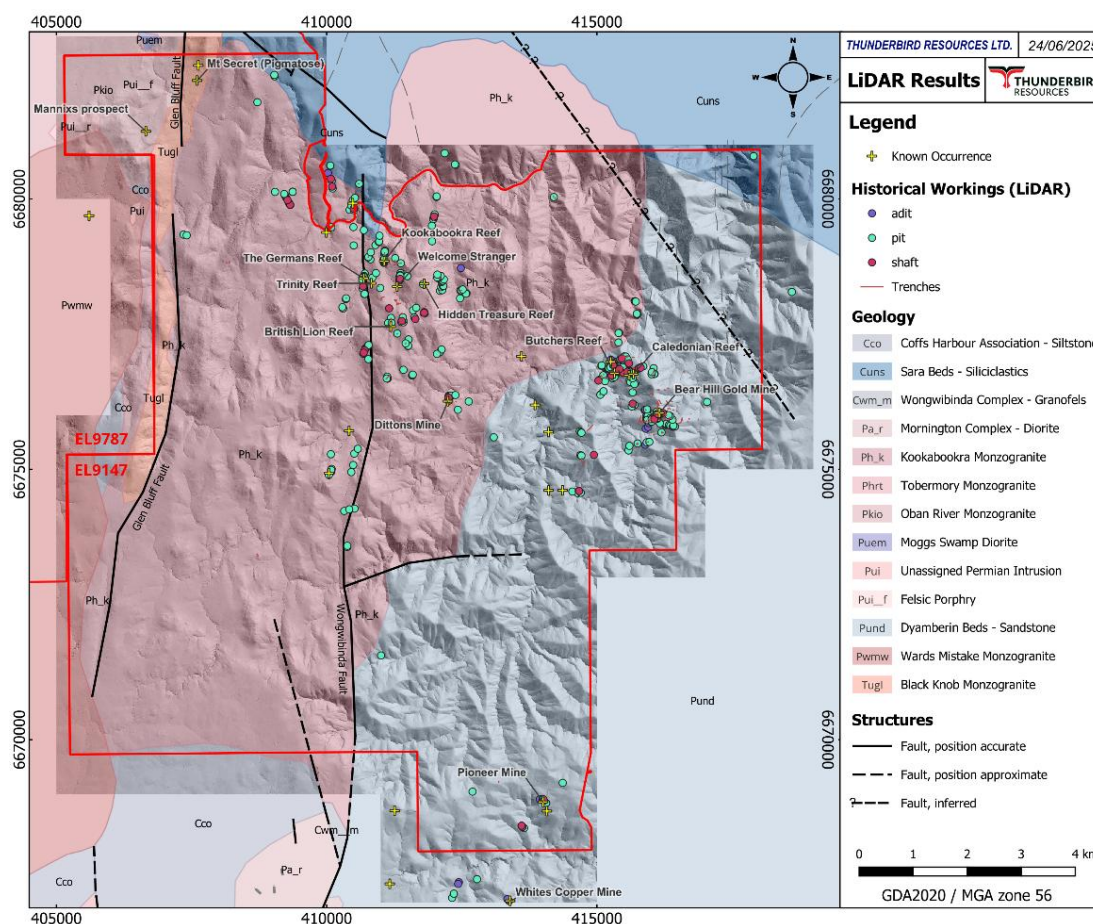 405000
410000
415000
Puem
Glen Bluff Fault
Mt Secret (Pigmatose)
Pui__f
Pkio
Mannixs prospect
Pui__r
Tugl
Cuns
Ph_k
Cuns
N
W
E
S
6680000
6680000
Cco
Pui
Kookabookra Reef
The Germans Reef
Welcome Stranger
Trinity Reef
Ph_k
Pwmw
Hidden Treasure Reef
British Lion Reef
Butchers Reef
Caledonian Reef
Ph_k
Bear Hill Gold Mine
Tugl
Cco
Dittons Mine
EL9787
EL9147
Ph_k
6675000
6675000
Glen Bluff Fault
Ph_k
Ph_k
Wongwibinda Fault
Pund
6670000
6670000
Pioneer Mine
Cco
Cwm__m
Pa_r
Cco
Whites Copper Mine
405000
410000
415000
THUNDERBIRD RESOURCES LTD.
24/06/2025
LiDAR Results
THUNDERBIRD
RESOURCES
Legend
Known Occurrence
Historical Workings (LiDAR)
adit
pit
shaft
Trenches
Geology
Cco Coffs Harbour Association - Siltstone
Cuns Sara Beds - Siliciclastics
Cwm_m Wongwibinda Complex - Granofels
Pa_r Mornington Complex - Diorite
Ph_k Kookabookra Monzogranite
Phrt Tobermory Monzogranite
Pkio Oban River Monzogranite
Puem Moggs Swamp Diorite
Pui Unassigned Permian Intrusion
Pui__f Felsic Porphry
Pund Dyamberin Beds - Sandstone
Pwmw Wards Mistake Monzogranite
Tugl Black Knob Monzogranite
Structures
Fault, position accurate
Fault, position approximate
? Fault, inferred
0 1 2 3 4 km
GDA2020 / MGA zone 56